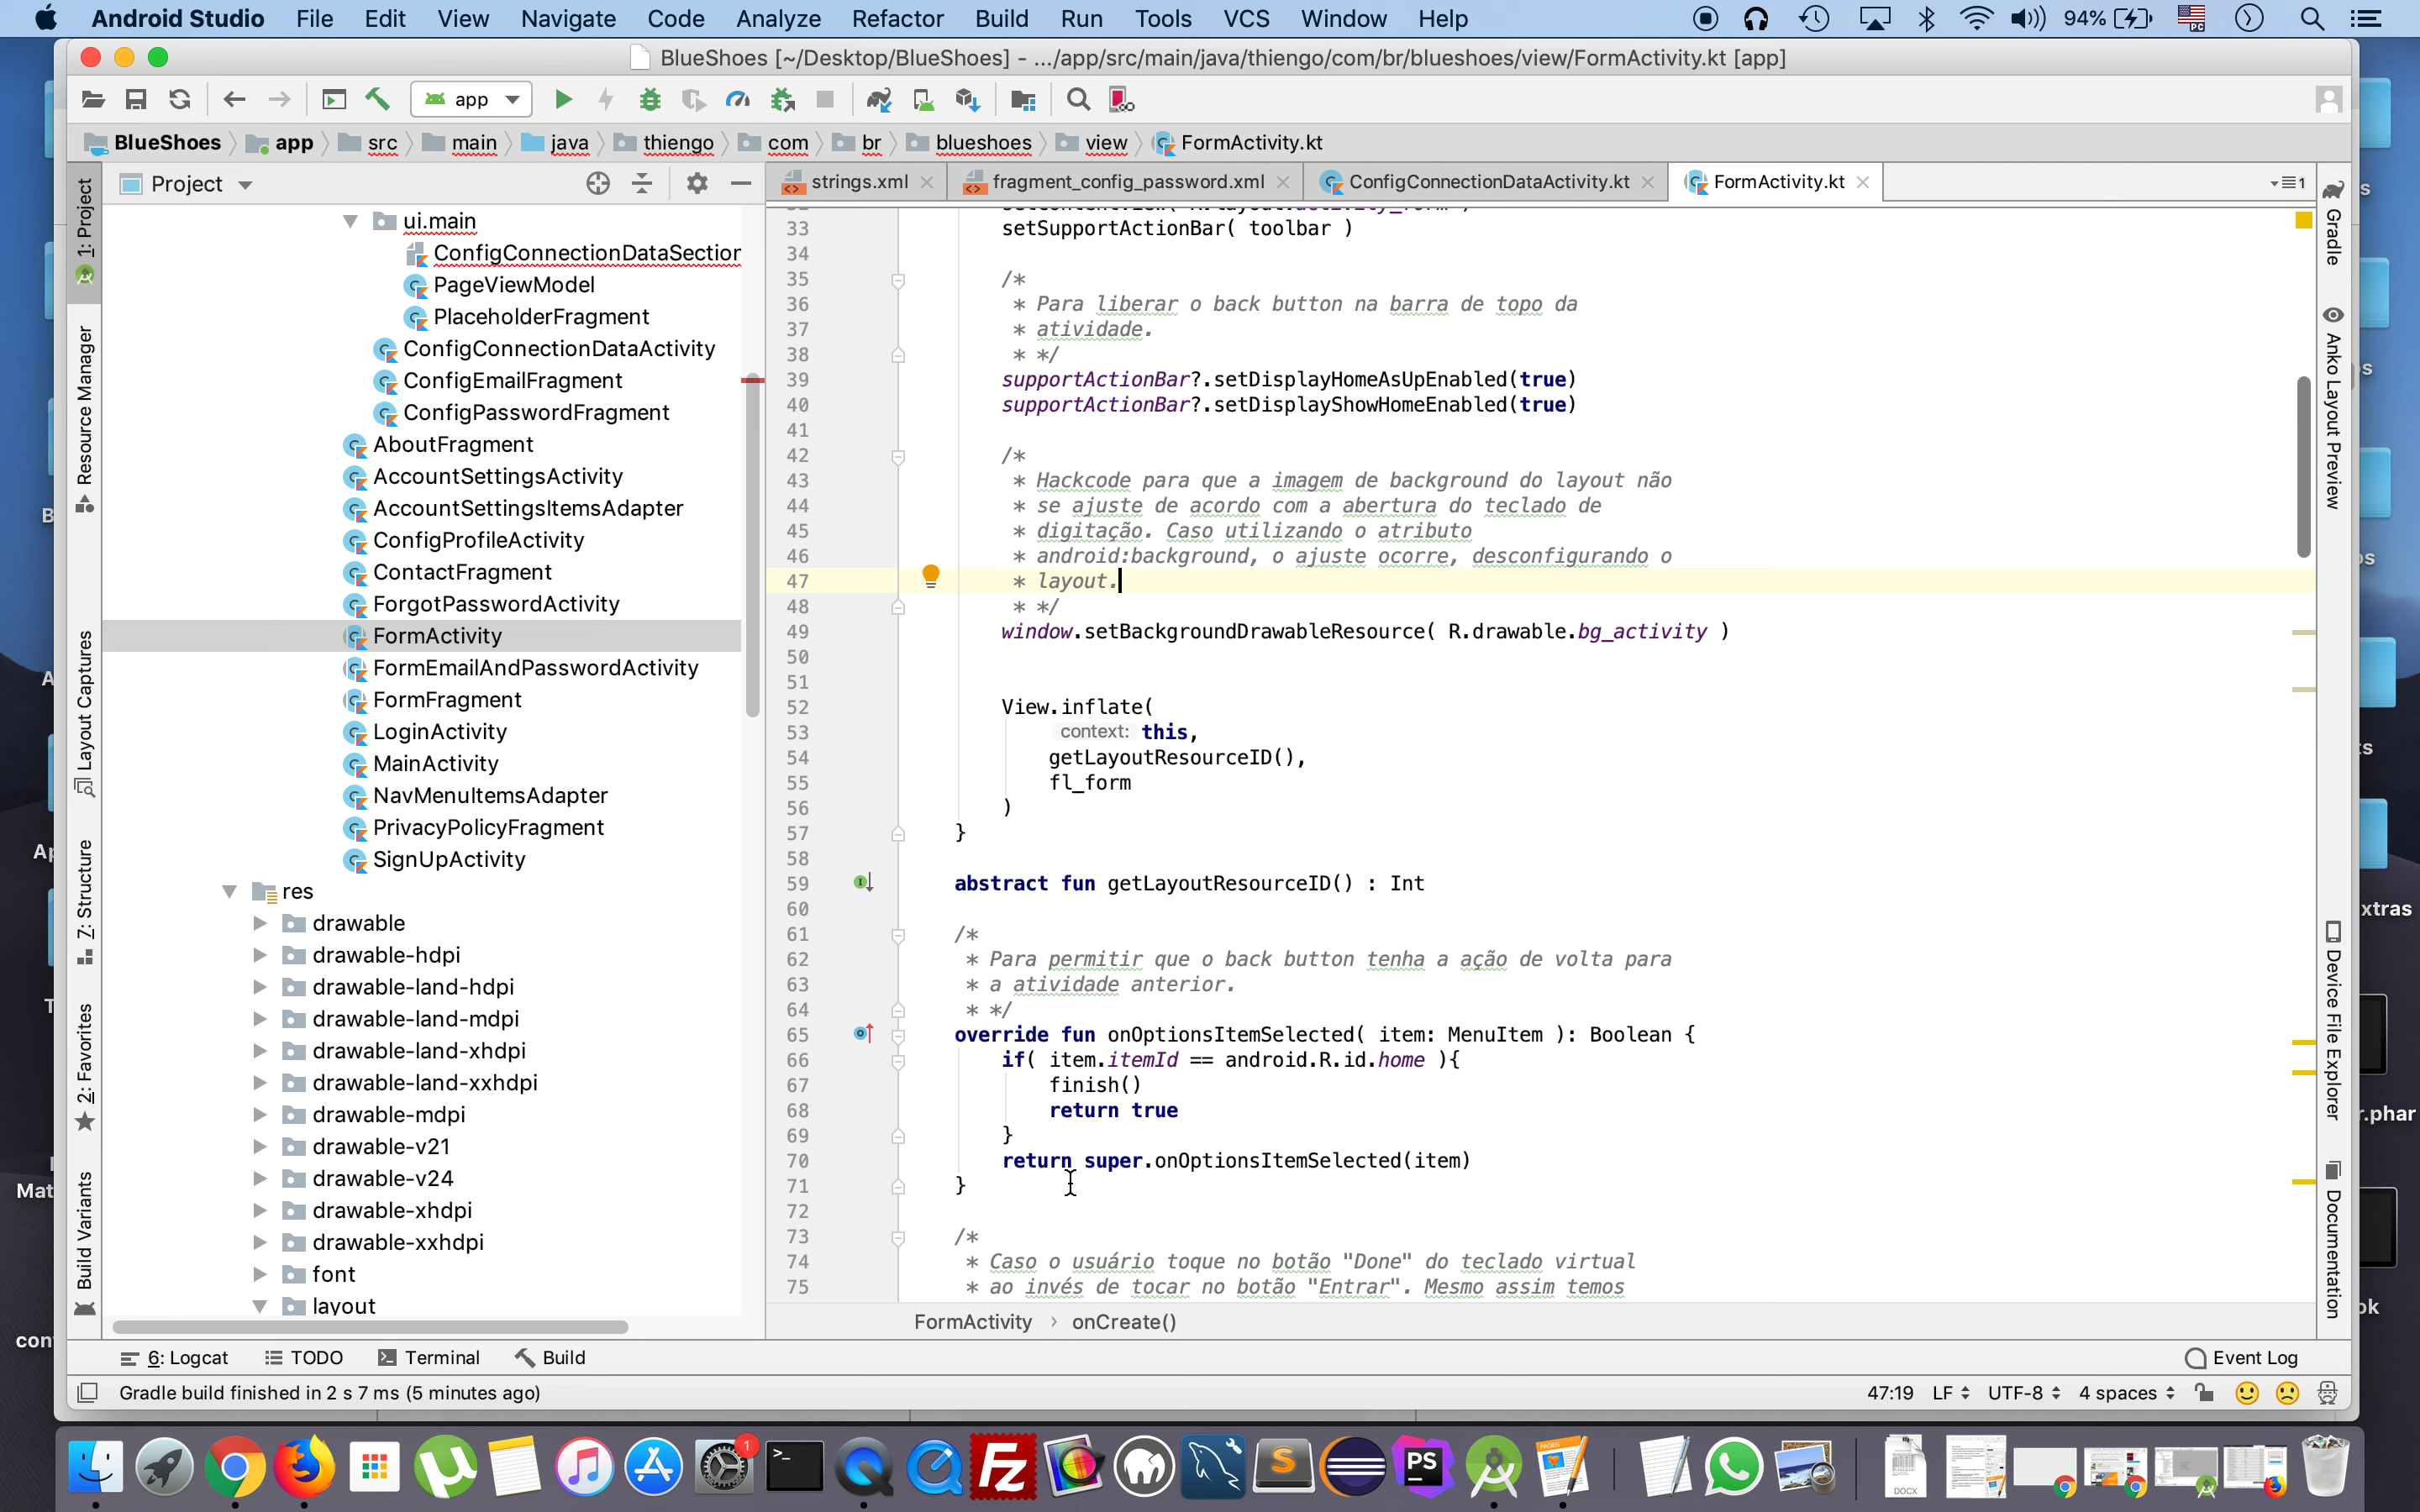 Android Studio File Edit View Navigate Code Analyze Refactor Build Run Tools VCS Window Help 94%
BlueShoes [~/Desktop/BlueShoes] - .../app/src/main/java/thiengo/com/br/blueshoes/view/FormActivity.kt [app]
app
BlueShoes app src main java thiengo com br blueshoes view FormActivity.kt
Project
strings.xml fragment_config_password.xml ConfigConnectionDataActivity.kt FormActivity.kt 1
1: Project
Resource Manager
Layout Captures
7: Structure
2: Favorites
Build Variants
ui.main
ConfigConnectionDataSection
PageViewModel
PlaceholderFragment
ConfigConnectionDataActivity
ConfigEmailFragment
ConfigPasswordFragment
AboutFragment
AccountSettingsActivity
AccountSettingsItemsAdapter
ConfigProfileActivity
ContactFragment
ForgotPasswordActivity
FormActivity
FormEmailAndPasswordActivity
FormFragment
LoginActivity
MainActivity
NavMenuItemsAdapter
PrivacyPolicyFragment
SignUpActivity
res
drawable
drawable-hdpi
drawable-land-hdpi
drawable-land-mdpi
drawable-land-xhdpi
drawable-land-xxhdpi
drawable-mdpi
drawable-v21
drawable-v24
drawable-xhdpi
drawable-xxhdpi
font
layout
33 setSupportActionBar( toolbar )
34
35 /*
36 * Para liberar o back button na barra de topo da
37 * atividade.
38 * */
39 supportActionBar?.setDisplayHomeAsUpEnabled(true)
40 supportActionBar?.setDisplayShowHomeEnabled(true)
41
42 /*
43 * Hackcode para que a imagem de background do layout não
44 * se ajuste de acordo com a abertura do teclado de
45 * digitação. Caso utilizando o atributo
46 * android:background, o ajuste ocorre, desconfigurando o
47 * layout.
48 * */
49 window.setBackgroundDrawableResource( R.drawable.bg_activity )
50
51
52 View.inflate(
53 context: this,
54 getLayoutResourceID(),
55 fl_form
56 )
57 }
58
59 abstract fun getLayoutResourceID() : Int
60
61 /*
62 * Para permitir que o back button tenha a ação de volta para
63 * a atividade anterior.
64 * */
65 override fun onOptionsItemSelected( item: MenuItem ): Boolean {
66 if( item.itemId == android.R.id.home ){
67 finish()
68 return true
69 }
70 return super.onOptionsItemSelected(item)
71 }
72
73 /*
74 * Caso o usuário toque no botão "Done" do teclado virtual
75 * ao invés de tocar no botão "Entrar". Mesmo assim temos
FormActivity › onCreate()
Gradle
Anko Layout Preview
Device File Explorer
Documentation
6: Logcat TODO Terminal Build Event Log
Gradle build finished in 2 s 7 ms (5 minutes ago) 47:19 LF UTF-8 4 spaces
xtras
r.phar
Mat
1
PS
DOCX